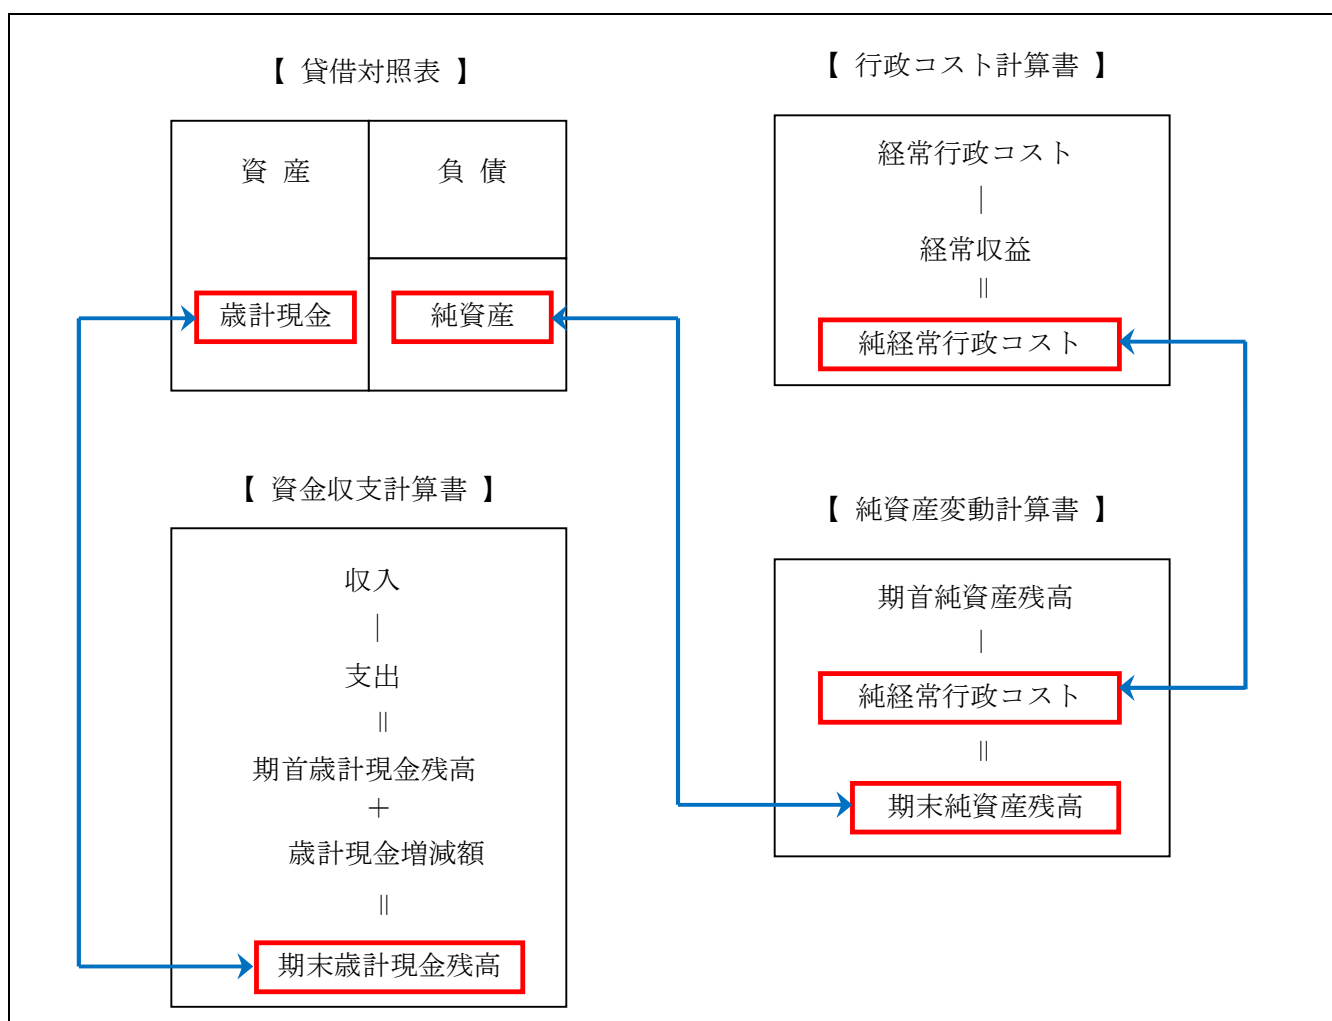 【 貸借対照表 】
資 産
負 債
歳計現金
純資産
【 行政コスト計算書 】
経常行政コスト
｜
経常収益
||
純経常行政コスト
【 資金収支計算書 】
収入
｜
支出
||
期首歳計現金残高
＋
歳計現金増減額
||
期末歳計現金残高
【 純資産変動計算書 】
期首純資産残高
｜
純経常行政コスト
||
期末純資産残高